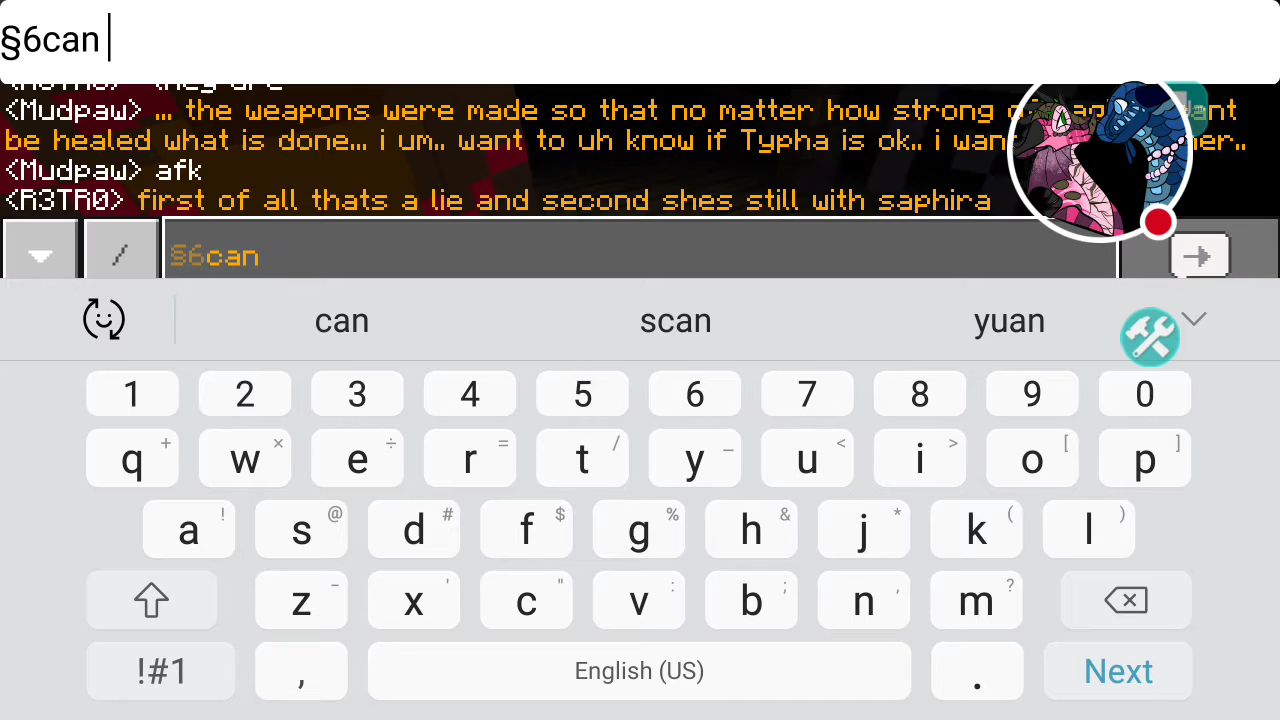 §6can
<Mudpaw> ... the weapons were made so that no matter how strong
be healed what is done... i um.. want to uh know if Typha is ok.. i
<Mudpaw> afk
<R3TR0> first of all thats a lie and second shes still with saphira
/ §6can
can scan yuan
1 2 3 4 5 6 7 8 9 0
q + w × e ÷ r = t / y _ u < i > o [ p ]
a ! s @ d # f $ g % h & j * k ( l )
z - x ' c " v : b ; n , m ?
!#1 , English (US) . Next